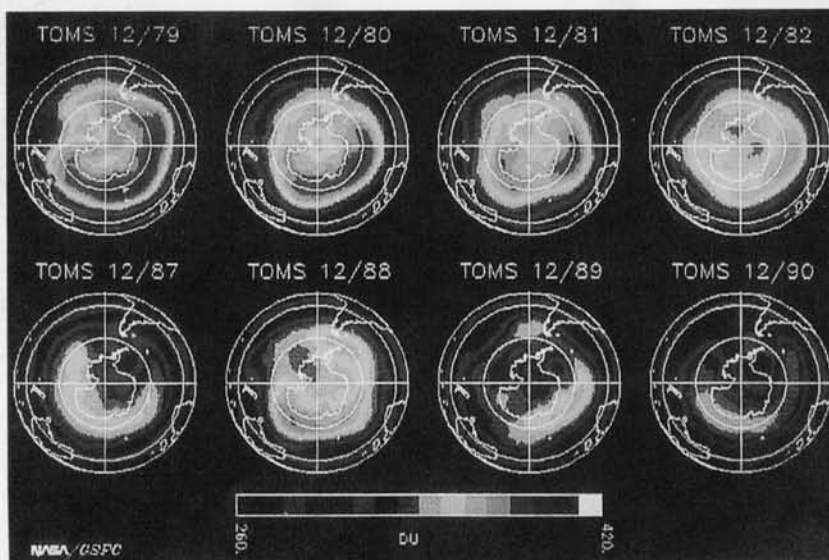 TOMS 12/79 TOMS 12/80 TOMS 12/81 TOMS 12/82
TOMS 12/87 TOMS 12/88 TOMS 12/89 TOMS 12/90
260. DU 420.
NASA/GSFC